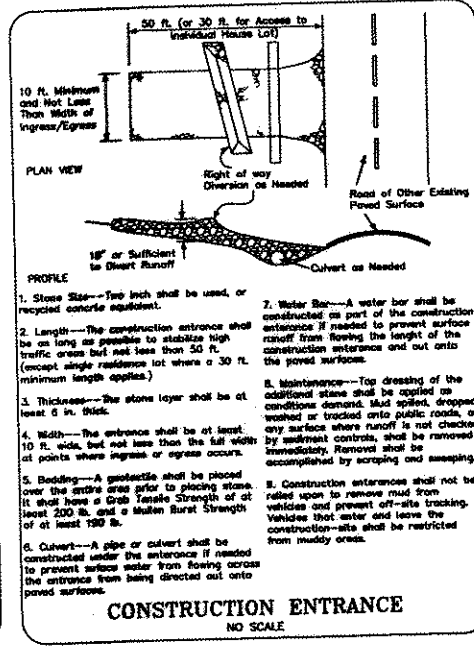 50 ft. (or 30 ft. for Access to
Individual House Lot)
10 ft. Minimum
and Not Less
Than Width of
Ingress/Egress
PLAN VIEW
Right of way
Diversion as Needed
Road of Other Existing
Paved Surface
18" or Sufficient
to Divert Runoff
Culvert as Needed
PROFILE
1. Stone Size--Two inch shall be used, or
recycled concrete equivalent.
2. Length--The construction entrance shall
be as long as possible to stabilize high
traffic areas but not less than 50 ft.
(except single residence lot where a 30 ft.
minimum length applies.)
3. Thickness--The stone layer shall be at
least 6 in. thick.
4. Width--The entrance shall be at least
10 ft. wide, but not less than the full width
at points where ingress or egress occurs.
5. Bedding--A geotextile shall be placed
over the entire area prior to placing stone.
It shall have a Grab Tensile Strength of at
least 200 lb. and a Mullen Burst Strength
of at least 190 lb.
6. Culvert--A pipe or culvert shall be
constructed under the enterance if needed
to prevent surface water from flowing across
the entrance from being directed out onto
paved surfaces.
7. Water Bar--A water bar shall be
constructed as part of the construction
enterance if needed to prevent surface
runoff from flowing the lenght of the
construction enterance and out onto
the paved surfaces.
8. Maintenance--Top dressing of the
additional stone shall be applied as
conditions demand. Mud spilled, dropped,
washed or tracked onto public roads, or
any surface where runoff is not checked
by sediment controls, shall be removed
immediately. Removal shall be
accomplished by scraping and sweeping.
9. Construction enterances shall not be
relied upon to remove mud from
vehicles and prevent off-site tracking.
Vehicles that enter and leave the
construction-site shall be restricted
from muddy areas.
CONSTRUCTION ENTRANCE
NO SCALE